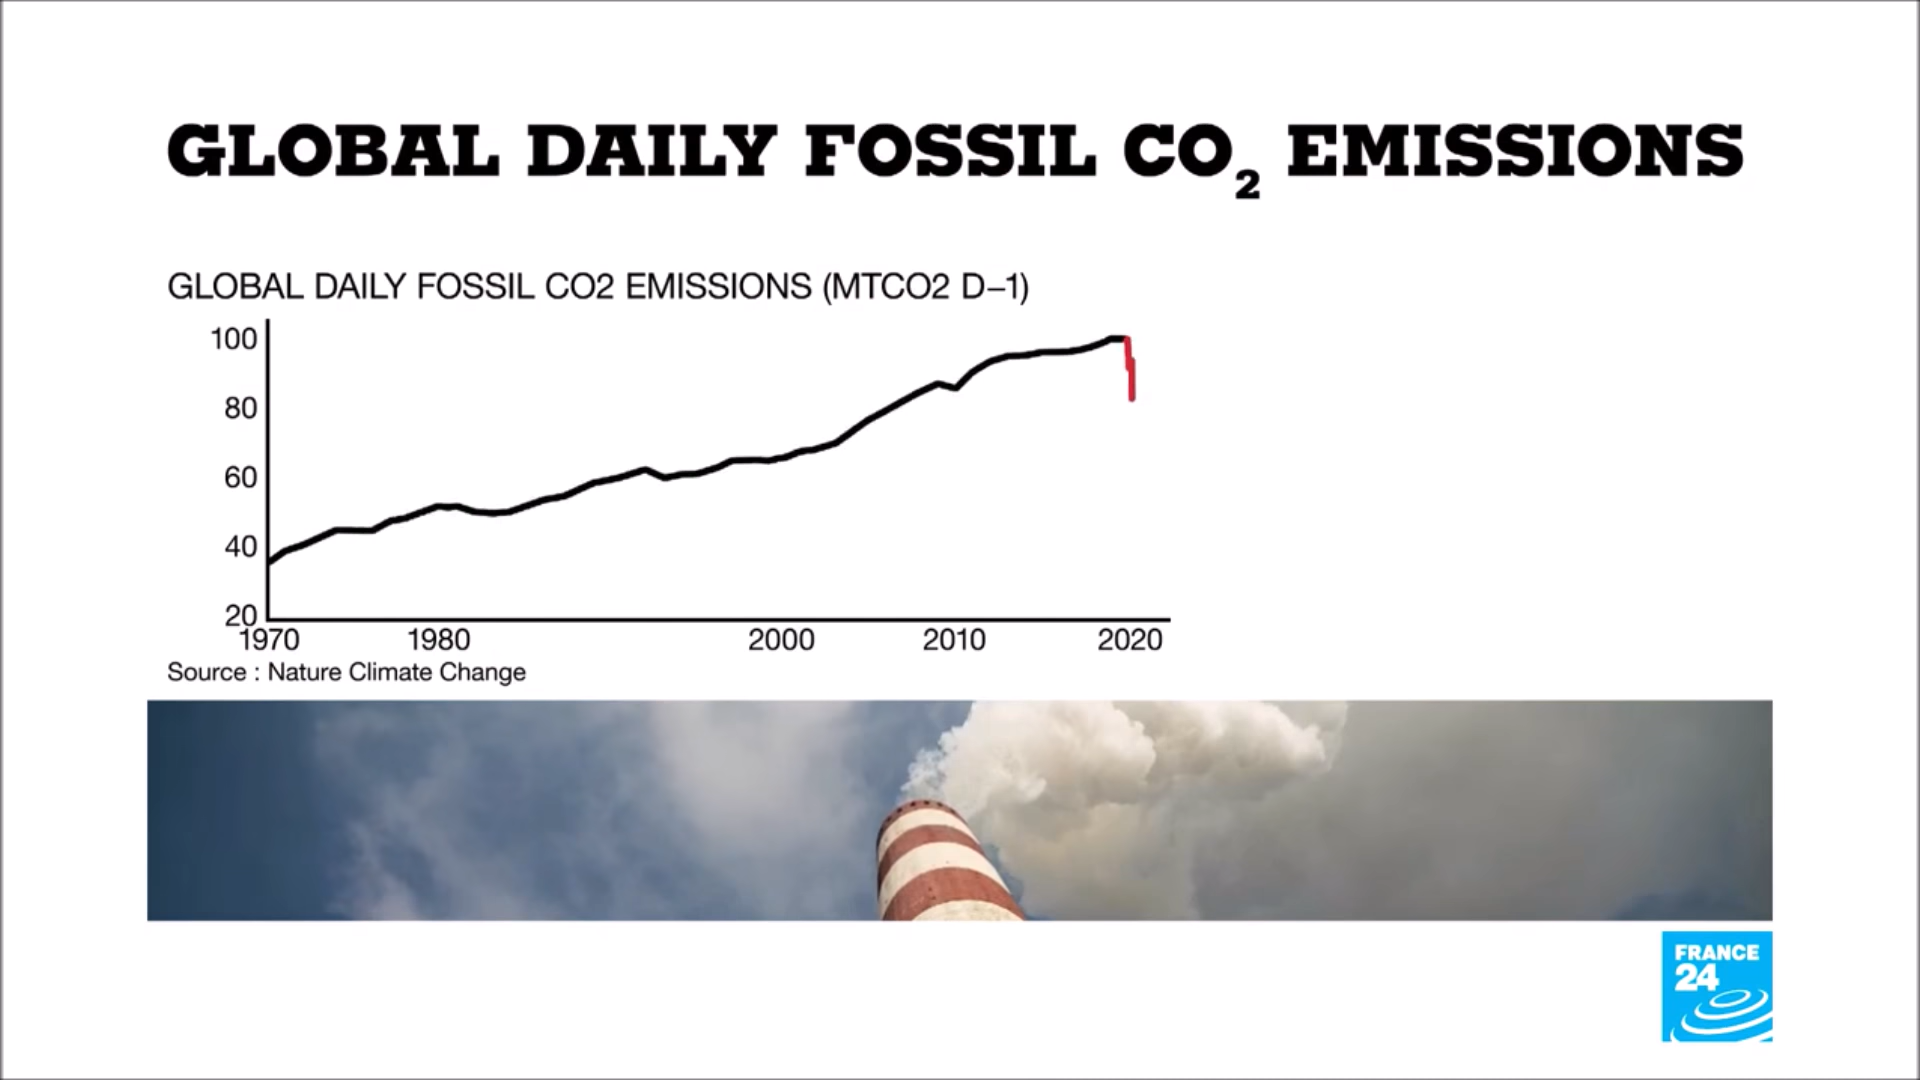 GLOBAL DAILY FOSSIL CO₂ EMISSIONS
GLOBAL DAILY FOSSIL CO2 EMISSIONS (MTCO2 D–1)
100
80
60
40
20
1970 1980 2000 2010 2020
Source : Nature Climate Change
FRANCE
24